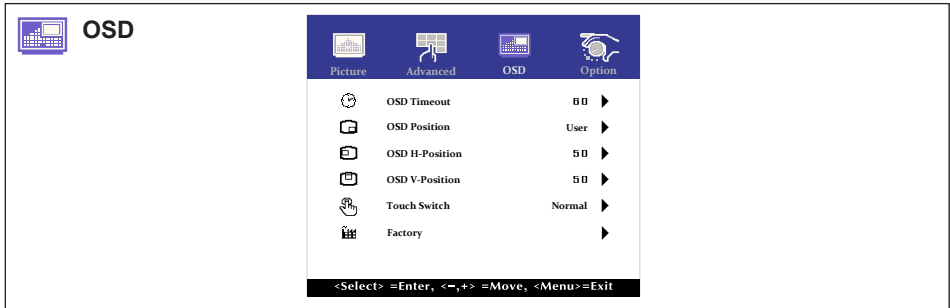 OSD
Picture Advanced OSD Option
OSD Timeout 60
OSD Position User
OSD H-Position 50
OSD V-Position 50
Touch Switch Normal
Factory
<Select> =Enter, <−,+> =Move, <Menu>=Exit